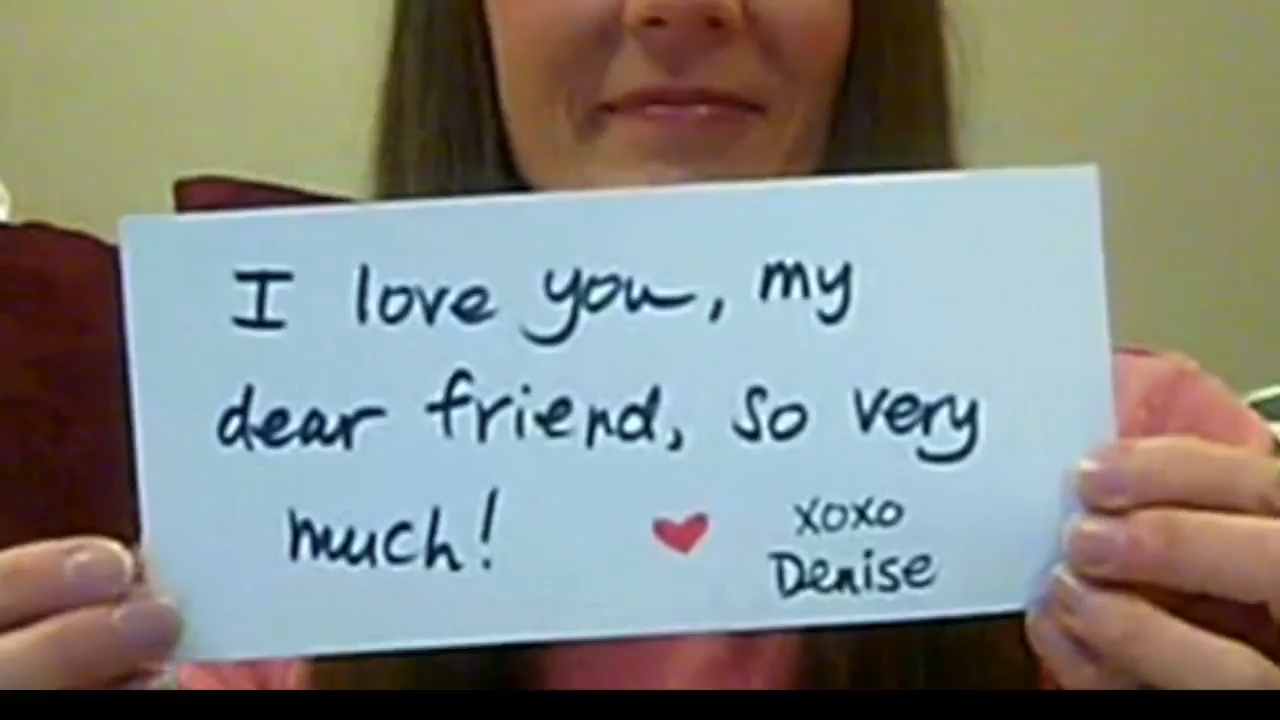 I love you, my
dear friend, so very
much! ♥ xoxo
Denise